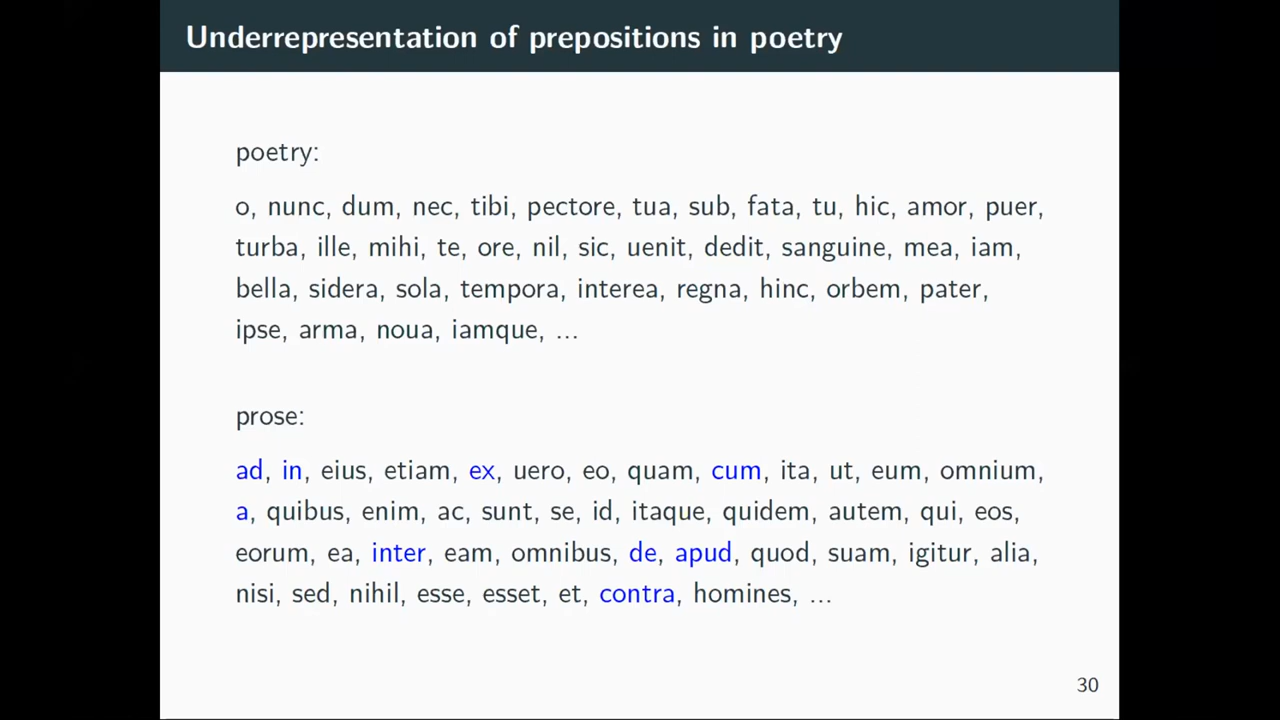 Underrepresentation of prepositions in poetry
poetry:
o, nunc, dum, nec, tibi, pectore, tua, sub, fata, tu, hic, amor, puer,
turba, ille, mihi, te, ore, nil, sic, uenit, dedit, sanguine, mea, iam,
bella, sidera, sola, tempora, interea, regna, hinc, orbem, pater,
ipse, arma, noua, iamque, ...
prose:
ad, in, eius, etiam, ex, uero, eo, quam, cum, ita, ut, eum, omnium,
a, quibus, enim, ac, sunt, se, id, itaque, quidem, autem, qui, eos,
eorum, ea, inter, eam, omnibus, de, apud, quod, suam, igitur, alia,
nisi, sed, nihil, esse, esset, et, contra, homines, ...
30